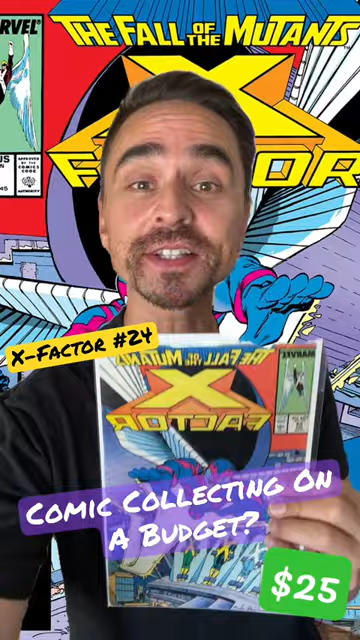 THE FALL OF THE MUTANTS
MARVEL
X
FACTOR
APPROVED
BY THE
COMICS
CODE
AUTHORITY
X-FACTOR #24
THE FALL OF THE MUTANTS
MARVEL
X
FACTOR
COMIC COLLECTING ON
A BUDGET?
$25